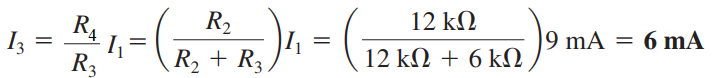 I₃ = R₄/R₃ I₁ = (R₂/(R₂ + R₃)) I₁ = (12 kΩ/(12 kΩ + 6 kΩ)) 9 mA = 6 mA